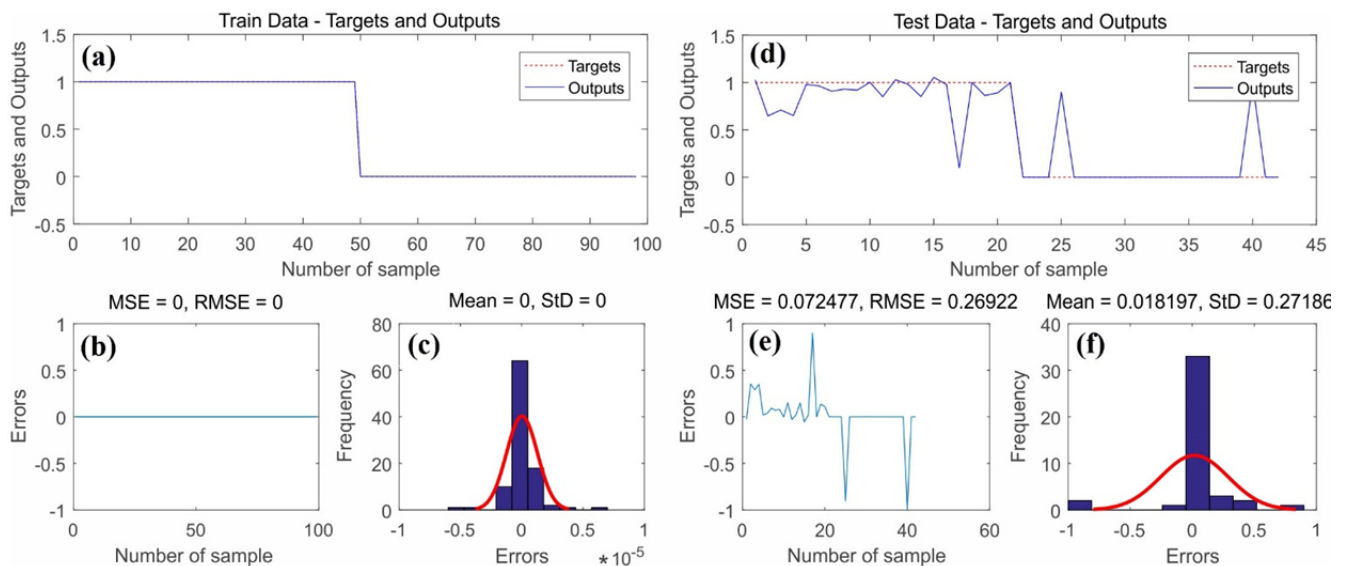 Train Data - Targets and Outputs
(a)
Targets and Outputs
1.5
1
0.5
0
-0.5
Targets
Outputs
0 10 20 30 40 50 60 70 80 90 100
Number of sample
MSE = 0, RMSE = 0
(b)
Errors
1
0.5
0
-0.5
-1
0 50 100
Number of sample
Mean = 0, StD = 0
(c)
Frequency
80
60
40
20
0
-1 -0.5 0 0.5 1
Errors * 10-5
Test Data - Targets and Outputs
(d)
Targets and Outputs
1.5
1
0.5
0
-0.5
Targets
Outputs
0 5 10 15 20 25 30 35 40 45
Number of sample
MSE = 0.072477, RMSE = 0.26922
(e)
Errors
1
0.5
0
-0.5
-1
0 20 40 60
Number of sample
Mean = 0.018197, StD = 0.27186
(f)
Frequency
40
30
20
10
0
-1 -0.5 0 0.5 1
Errors